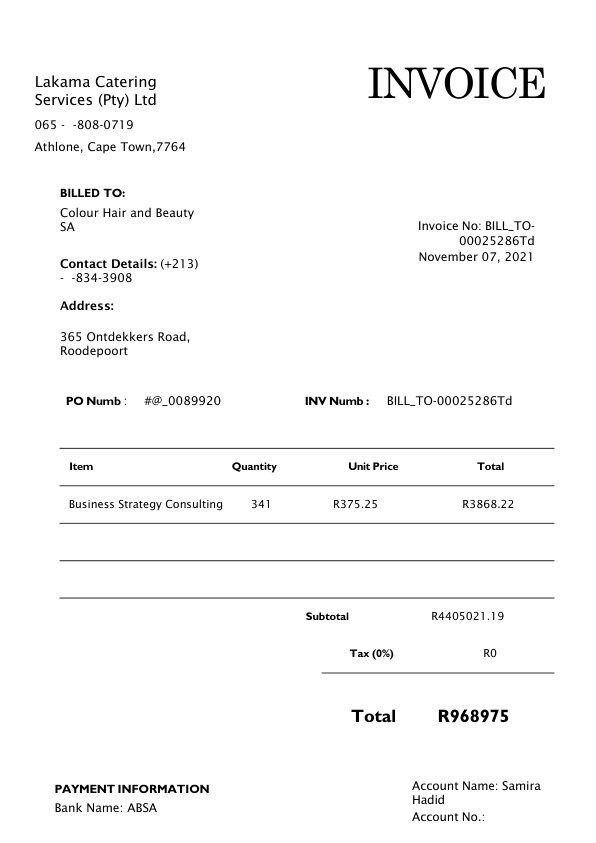 Lakama Catering
Services (Pty) Ltd
INVOICE
065 - -808-0719
Athlone, Cape Town,7764
BILLED TO:
Colour Hair and Beauty
SA
Invoice No: BILL_TO-
00025286Td
November 07, 2021
Contact Details: (+213)
- -834-3908
Address:
365 Ontdekkers Road,
Roodepoort
PO Numb : #@_0089920 INV Numb : BILL_TO-00025286Td
Item Quantity Unit Price Total
Business Strategy Consulting 341 R375.25 R3868.22
Subtotal R4405021.19
Tax (0%) R0
Total R968975
PAYMENT INFORMATION
Bank Name: ABSA
Account Name: Samira
Hadid
Account No.: